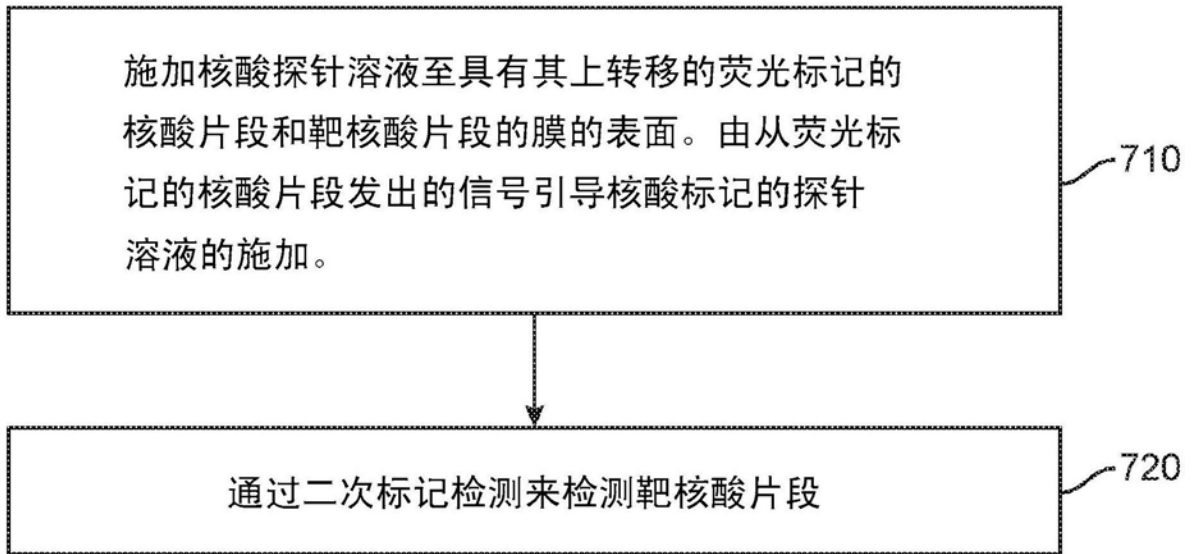 施加核酸探针溶液至具有其上转移的荧光标记的
核酸片段和靶核酸片段的膜的表面。由从荧光标
记的核酸片段发出的信号引导核酸标记的探针
溶液的施加。
710
通过二次标记检测来检测靶核酸片段
720